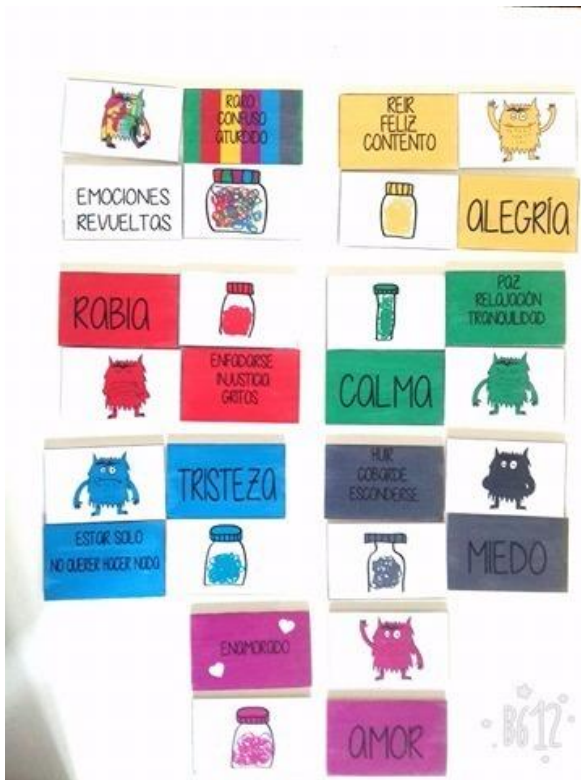 RARO
CONFUSO
ATURDIDO
EMOCIONES
REVUELTAS
REIR
FELIZ
CONTENTO
ALEGRÍA
RABIA
ENFADARSE
INJUSTICIA
GRITOS
PAZ
RELAJACIÓN
TRANQUILIDAD
CALMA
TRISTEZA
ESTAR SOLO
NO QUERER HACER NADA
HUIR
COBARDE
ESCONDERSE
MIEDO
ENAMORADO
AMOR
B612